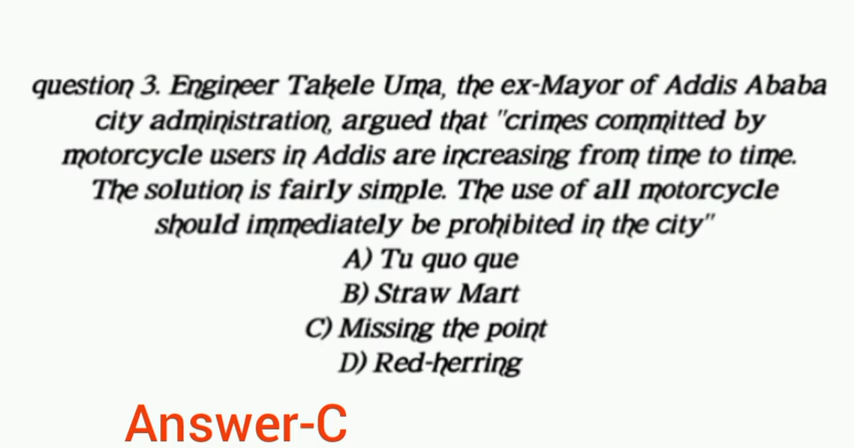 question 3. Engineer Takele Uma, the ex-Mayor of Addis Ababa
city administration, argued that "crimes committed by
motorcycle users in Addis are increasing from time to time.
The solution is fairly simple. The use of all motorcycle
should immediately be prohibited in the city"
A) Tu quo que
B) Straw Mart
C) Missing the point
D) Red-herring
Answer-C